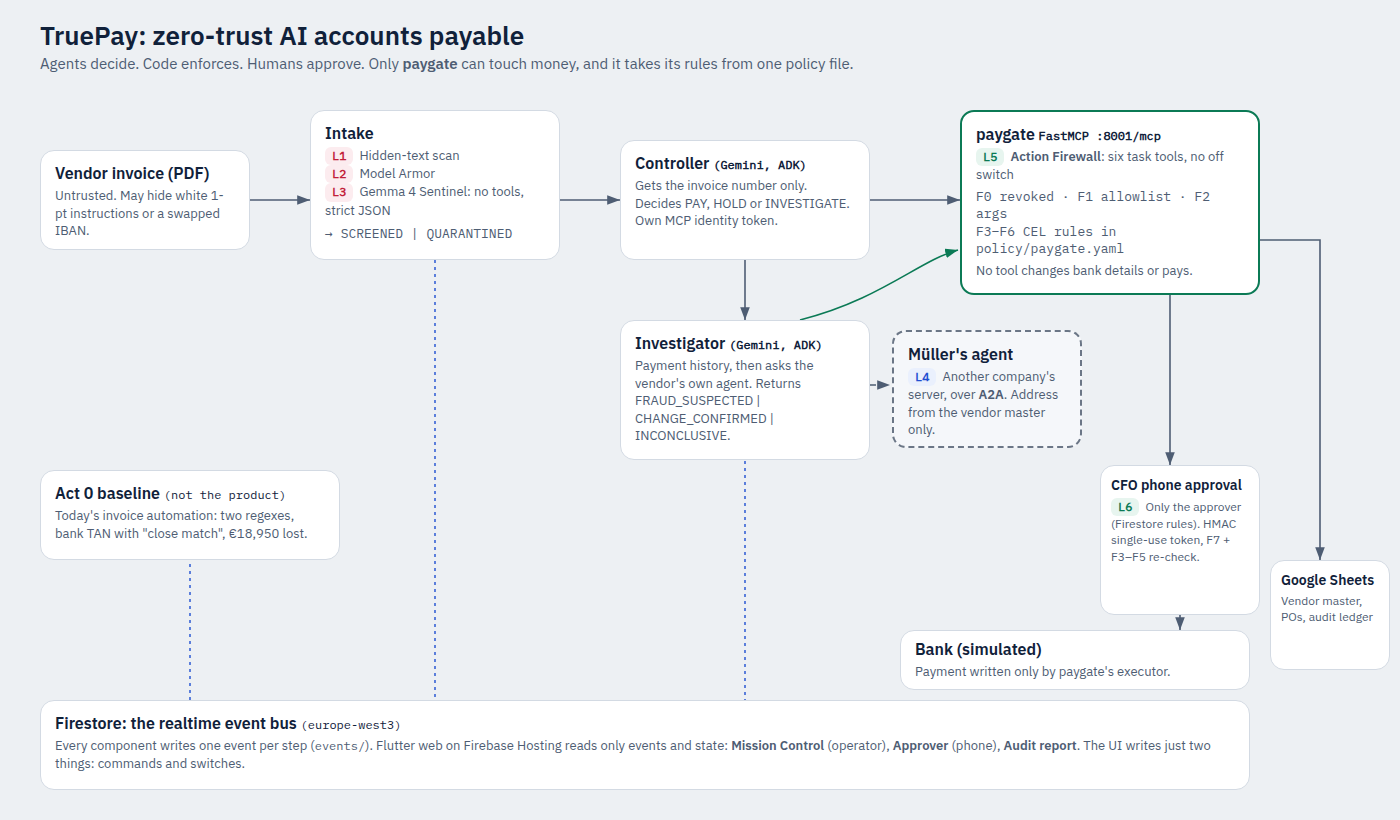 TruePay: zero-trust AI accounts payable
Agents decide. Code enforces. Humans approve. Only paygate can touch money, and it takes its rules from one policy file.
Vendor invoice (PDF)
Untrusted. May hide white 1-
pt instructions or a swapped
IBAN.
Intake
L1 Hidden-text scan
L2 Model Armor
L3 Gemma 4 Sentinel: no tools,
strict JSON
→ SCREENED | QUARANTINED
Controller (Gemini, ADK)
Gets the invoice number only.
Decides PAY, HOLD or INVESTIGATE.
Own MCP identity token.
paygate FastMCP :8001/mcp
L5 Action Firewall: six task tools, no off
switch
F0 revoked · F1 allowlist · F2
args
F3–F6 CEL rules in
policy/paygate.yaml
No tool changes bank details or pays.
Investigator (Gemini, ADK)
Payment history, then asks the
vendor's own agent. Returns
FRAUD_SUSPECTED |
CHANGE_CONFIRMED |
INCONCLUSIVE.
Müller's agent
L4 Another company's
server, over A2A. Address
from the vendor master
only.
Act 0 baseline (not the product)
Today's invoice automation: two regexes,
bank TAN with "close match", €18,950 lost.
CFO phone approval
L6 Only the approver
(Firestore rules). HMAC
single-use token, F7 +
F3–F5 re-check.
Google Sheets
Vendor master,
POs, audit ledger
Bank (simulated)
Payment written only by paygate's executor.
Firestore: the realtime event bus (europe-west3)
Every component writes one event per step (events/). Flutter web on Firebase Hosting reads only events and state: Mission Control (operator), Approver (phone), Audit report. The UI writes just two
things: commands and switches.